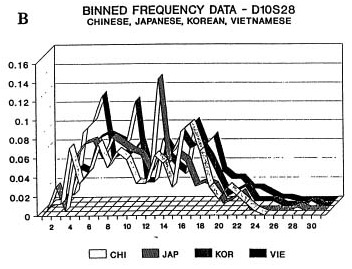 B
BINNED FREQUENCY DATA - D10S28
CHINESE, JAPANESE, KOREAN, VIETNAMESE
0.16
0.14
0.12
0.1
0.08
0.06
0.04
0.02
0
2 4 6 8 10 12 14 16 18 20 22 24 26 28 30
CHI JAP KOR VIE